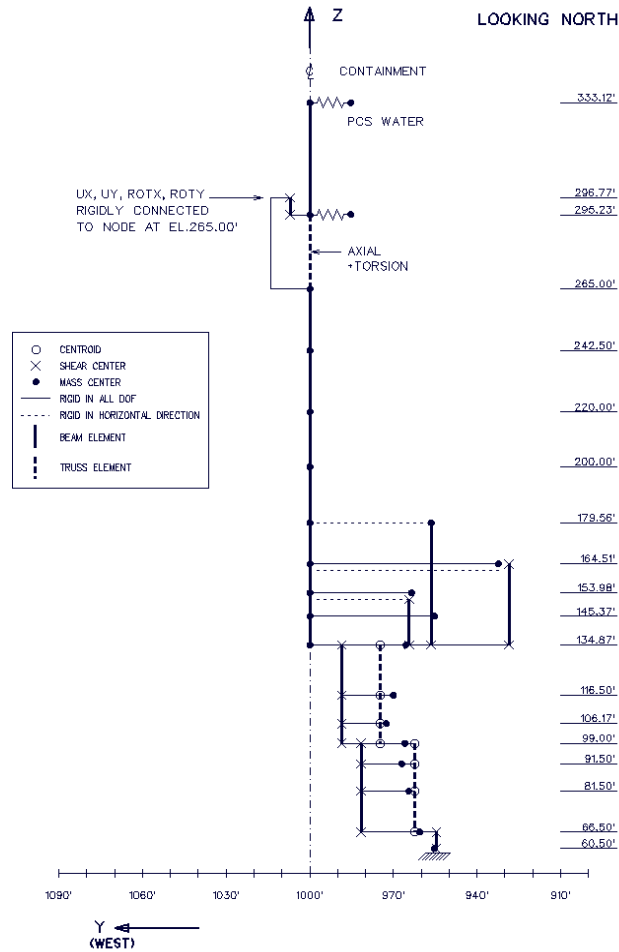 Z
LOOKING NORTH
℄ CONTAINMENT
333.12'
PCS WATER
UX, UY, ROTX, ROTY
RIGIDLY CONNECTED
TO NODE AT EL.265.00'
296.77'
295.23'
AXIAL
+TORSION
265.00'
242.50'
220.00'
200.00'
CENTROID
SHEAR CENTER
MASS CENTER
RIGID IN ALL DOF
RIGID IN HORIZONTAL DIRECTION
BEAM ELEMENT
TRUSS ELEMENT
179.56'
164.51'
153.98'
145.37'
134.87'
116.50'
106.17'
99.00'
91.50'
81.50'
66.50'
60.50'
1090' 1060' 1030' 1000' 970' 940' 910'
Y
(WEST)